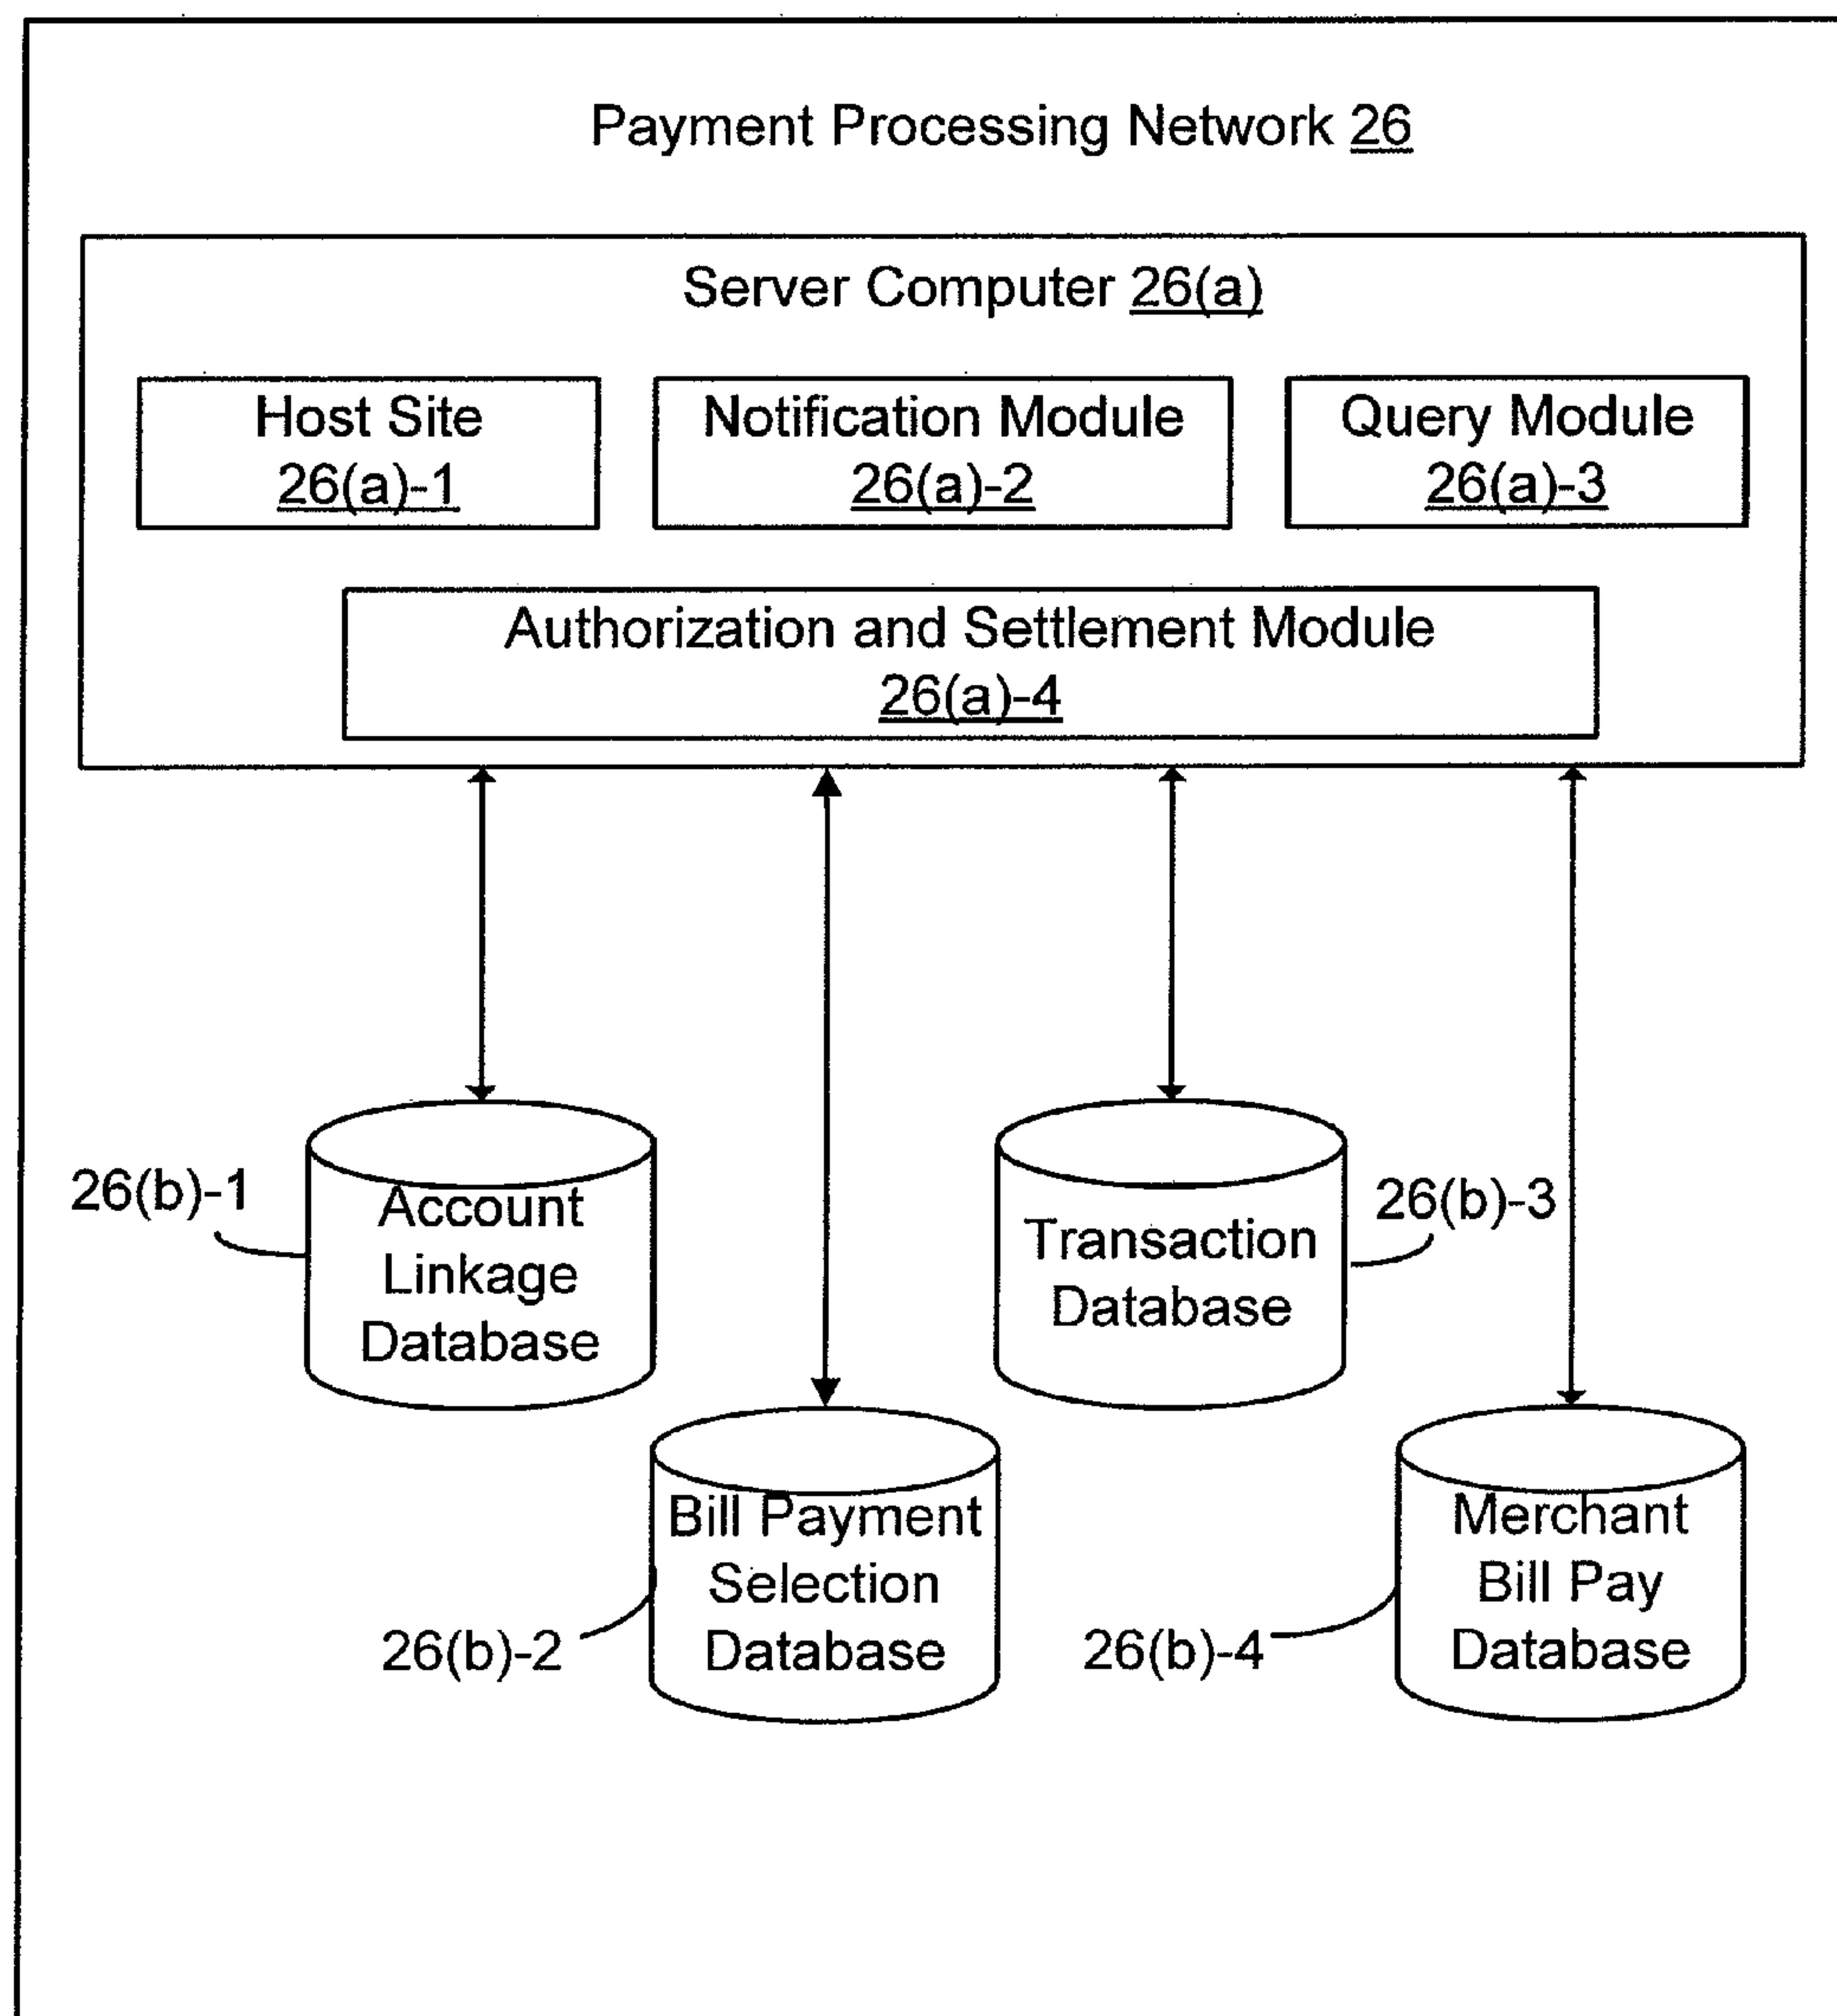 Payment Processing Network 26
Server Computer 26(a)
Host Site
26(a)-1
Notification Module
26(a)-2
Query Module
26(a)-3
Authorization and Settlement Module
26(a)-4
26(b)-1
Account
Linkage
Database
Transaction
Database
26(b)-3
Bill Payment
Selection
Database
26(b)-2
Merchant
Bill Pay
Database
26(b)-4